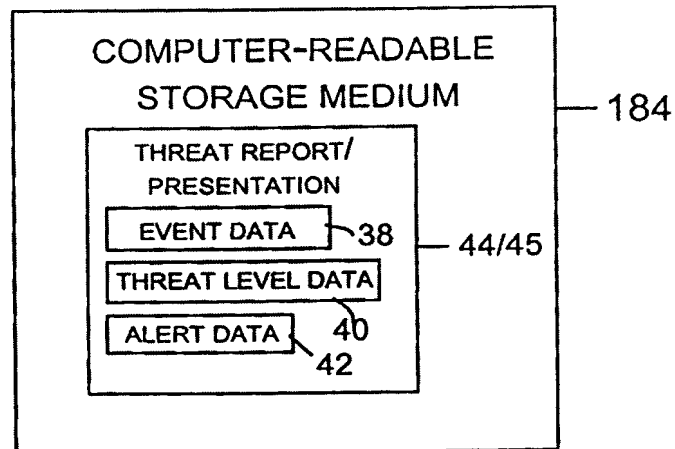 COMPUTER-READABLE
STORAGE MEDIUM
184
THREAT REPORT/
PRESENTATION
EVENT DATA
38
44/45
THREAT LEVEL DATA
40
ALERT DATA
42